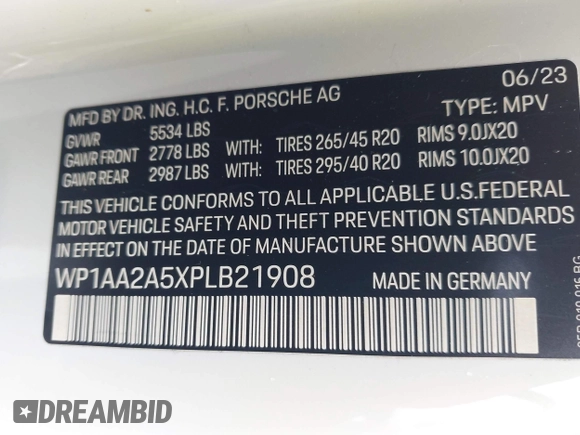 06/23
MFD BY DR. ING. H.C. F. PORSCHE AG
TYPE: MPV
GVWR 5534 LBS
GAWR FRONT 2778 LBS WITH: TIRES 265/45 R20 RIMS 9.0JX20
GAWR REAR 2987 LBS WITH: TIRES 295/40 R20 RIMS 10.0JX20
THIS VEHICLE CONFORMS TO ALL APPLICABLE U.S.FEDERAL
MOTOR VEHICLE SAFETY AND THEFT PREVENTION STANDARDS
IN EFFECT ON THE DATE OF MANUFACTURE SHOWN ABOVE
WP1AA2A5XPLB21908 MADE IN GERMANY
DREAMBID